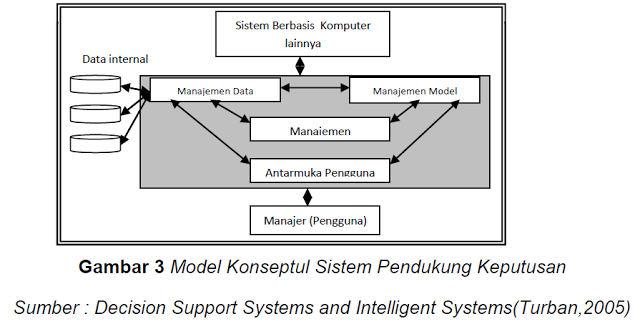 Sistem Berbasis Komputer
lainnya
Data internal
Manajemen Data
Manajemen Model
Manaiemen
Antarmuka Pengguna
Manajer (Pengguna)
Gambar 3 Model Konseptul Sistem Pendukung Keputusan
Sumber : Decision Support Systems and Intelligent Systems(Turban,2005)